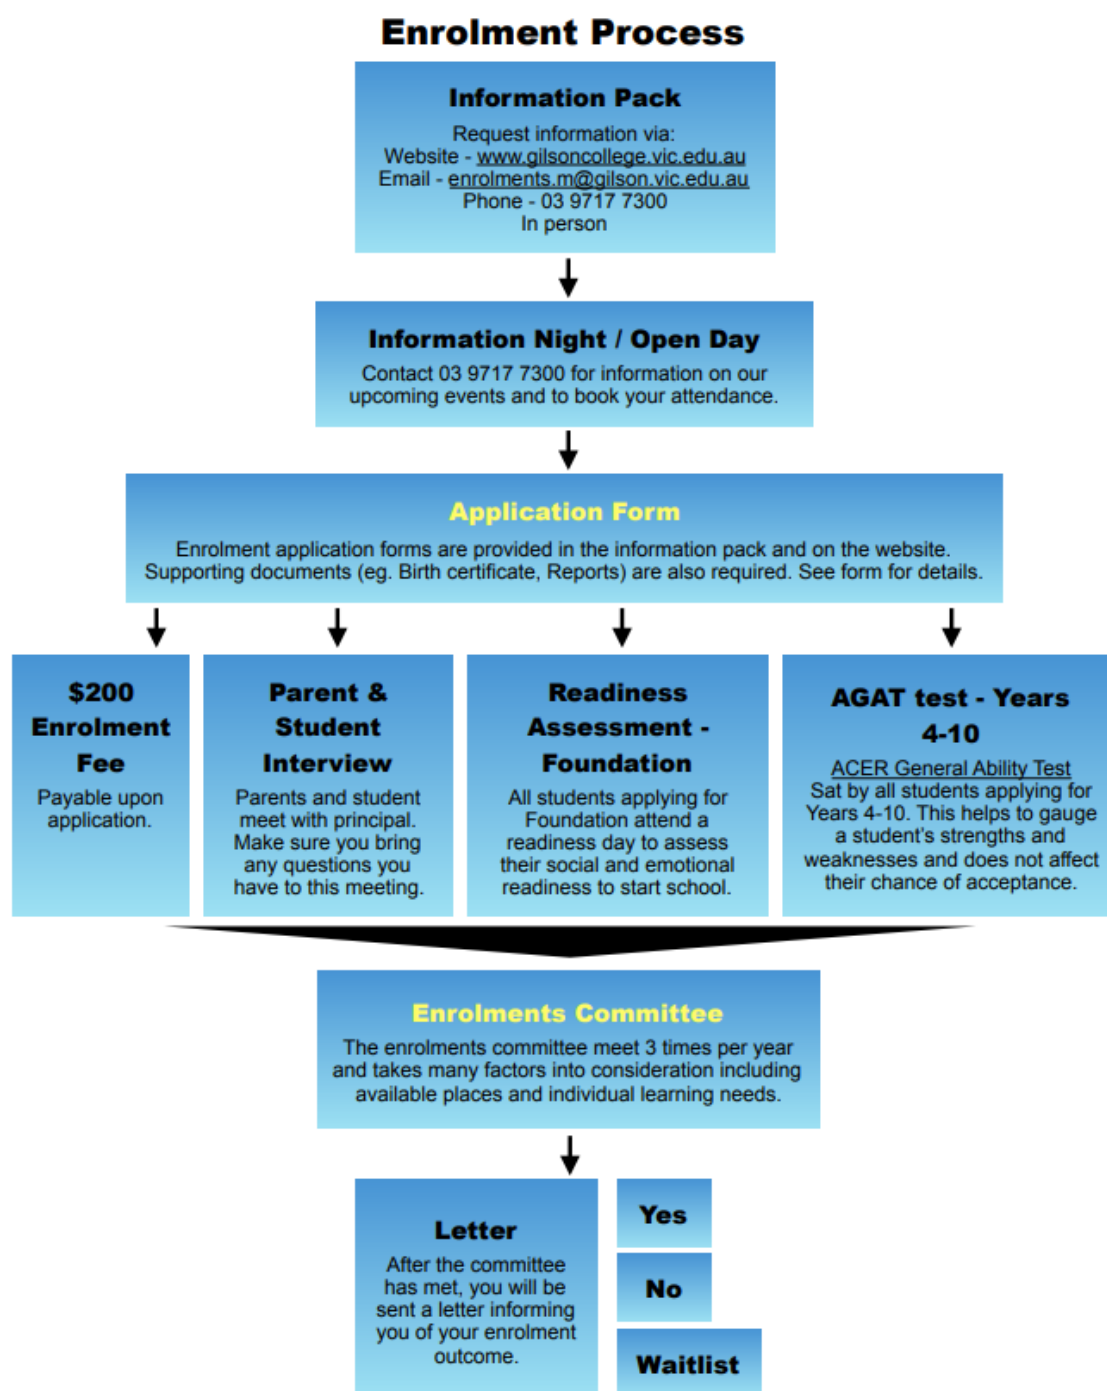 Enrolment Process
Information Pack
Request information via:
Website - www.gilsoncollege.vic.edu.au
Email - enrolments.m@gilson.vic.edu.au
Phone - 03 9717 7300
In person
Information Night / Open Day
Contact 03 9717 7300 for information on our
upcoming events and to book your attendance.
Application Form
Enrolment application forms are provided in the information pack and on the website.
Supporting documents (eg. Birth certificate, Reports) are also required. See form for details.
$200
Enrolment
Fee
Payable upon
application.
Parent &
Student
Interview
Parents and student
meet with principal.
Make sure you bring
any questions you
have to this meeting.
Readiness
Assessment -
Foundation
All students applying for
Foundation attend a
readiness day to assess
their social and emotional
readiness to start school.
AGAT test - Years
4-10
ACER General Ability Test
Sat by all students applying for
Years 4-10. This helps to gauge
a student's strengths and
weaknesses and does not affect
their chance of acceptance.
Enrolments Committee
The enrolments committee meet 3 times per year
and takes many factors into consideration including
available places and individual learning needs.
Letter
After the committee
has met, you will be
sent a letter informing
you of your enrolment
outcome.
Yes
No
Waitlist